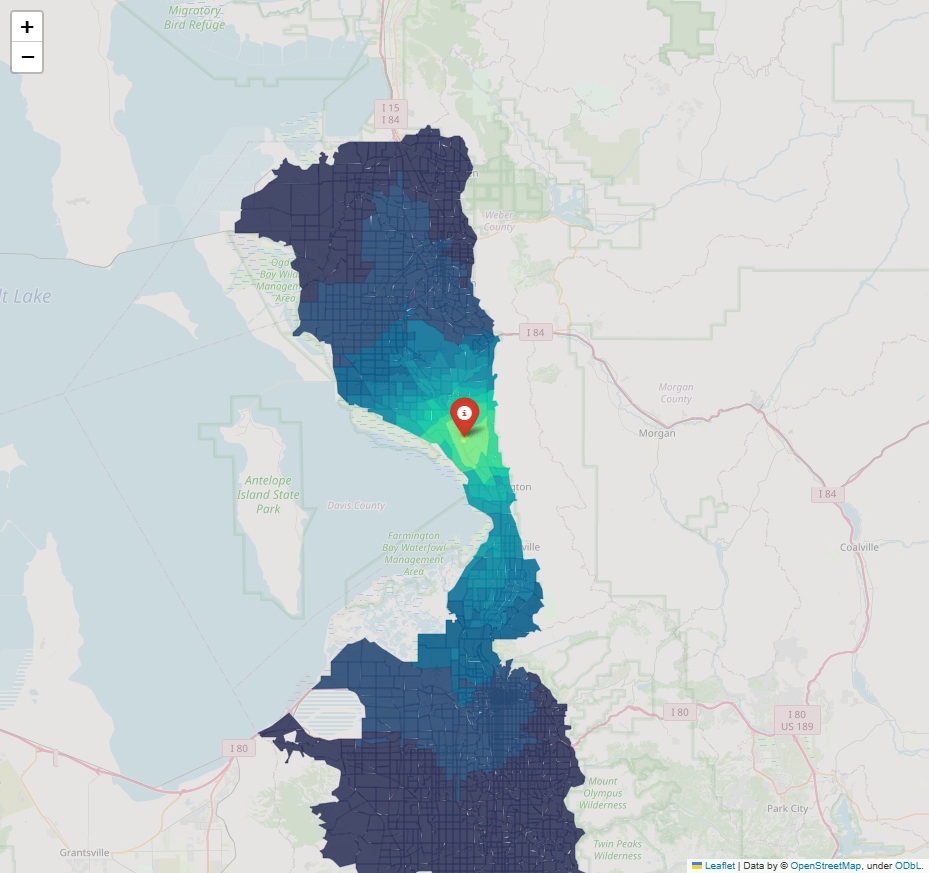 +
−
Migratory
Bird Refuge
I 15
I 84
Weber
County
Ogd
Bay Wild
Managem
Area
lt Lake
I 84
Morgan
County
Morgan
Antelope
Island State
Park
Davis County
ngton
I 84
Farmington
Bay Waterfowl
Management
Area
ville
Coalville
I 80
I 80
US 189
I 80
Mount
Olympus
Wilderness
Park City
Twin Peaks
Wilderness
Grantsville
Leaflet | Data by © OpenStreetMap, under ODbL.